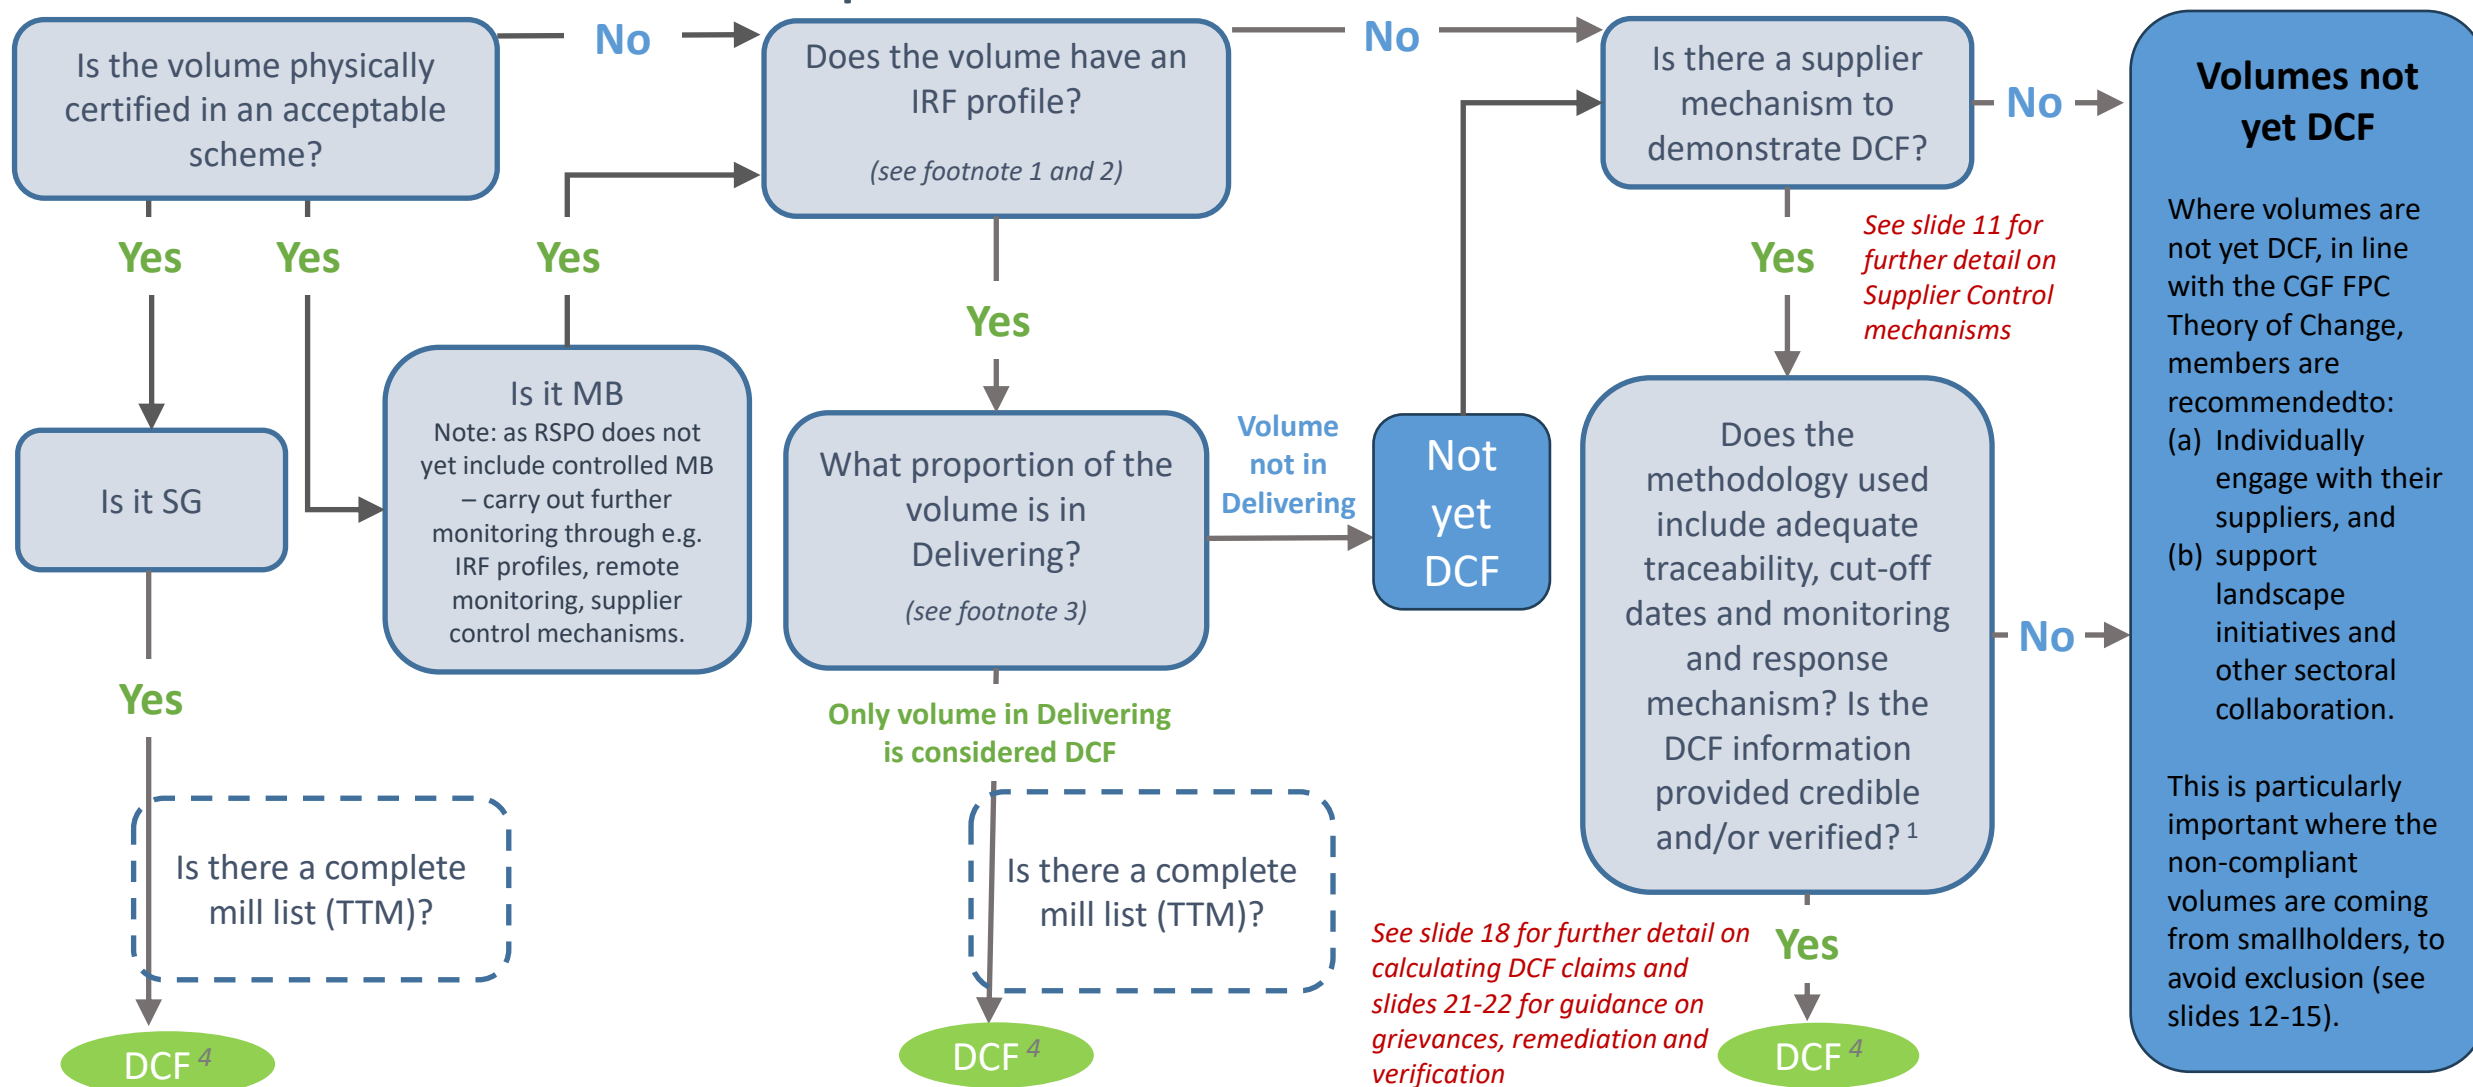 Is the volume physically
certified in an acceptable
scheme?
No
Does the volume have an
IRF profile?
(see footnote 1 and 2)
No
Is there a supplier
mechanism to
demonstrate DCF?
No
Yes
Yes
Yes
Yes
Yes
See slide 11 for
further detail on
Supplier Control
mechanisms
Is it SG
Is it MB
Note: as RSPO does not
yet include controlled MB
– carry out further
monitoring through e.g.
IRF profiles, remote
monitoring, supplier
control mechanisms.
What proportion of the
volume is in
Delivering?
(see footnote 3)
Volume
not in
Delivering
Not
yet
DCF
Does the
methodology used
include adequate
traceability, cut-off
dates and monitoring
and response
mechanism? Is the
DCF information
provided credible
and/or verified? 1
No
Yes
Only volume in Delivering
is considered DCF
Is there a complete
mill list (TTM)?
Is there a complete
mill list (TTM)?
See slide 18 for further detail on
calculating DCF claims and
slides 21-22 for guidance on
grievances, remediation and
verification
Yes
DCF 4
DCF 4
DCF 4
Volumes not
yet DCF
Where volumes are
not yet DCF, in line
with the CGF FPC
Theory of Change,
members are
recommendedto:
(a) Individually
engage with their
suppliers, and
(b) support
landscape
initiatives and
other sectoral
collaboration.
This is particularly
important where the
non-compliant
volumes are coming
from smallholders, to
avoid exclusion (see
slides 12-15).